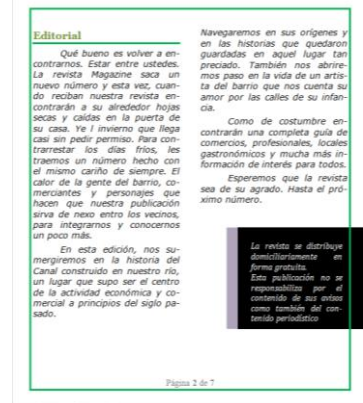 Editorial
Qué bueno es volver a en-
contrarnos. Estar entre ustedes.
La revista Magazine saca un
nuevo número y esta vez, cuan-
do reciban nuestra revista en-
contrarán a su alrededor hojas
secas y caídas en la puerta de
su casa. Ye l invierno que llega
casi sin pedir permiso. Para con-
trarrestar los días fríos, les
traemos un número hecho con
el mismo cariño de siempre. El
calor de la gente del barrio, co-
merciantes y personajes que
hacen que nuestra publicación
sirva de nexo entre los vecinos,
para integrarnos y conocernos
un poco más.
En esta edición, nos su-
mergiremos en la historia del
Canal construido en nuestro río,
un lugar que supo ser el centro
de la actividad económica y co-
mercial a principios del siglo pa-
sado.
Navegaremos en sus orígenes y
en las historias que quedaron
guardadas en aquel lugar tan
preciado. También nos abrire-
mos paso en la vida de un artis-
ta del barrio que nos cuenta su
amor por las calles de su infan-
cia.
Como de costumbre en-
contrarán una completa guía de
comercios, profesionales, locales
gastronómicos y mucha más in-
formación de interés para todos.
Esperemos que la revista
sea de su agrado. Hasta el pró-
ximo número.
La revista se distribuye
domiciliariamente en
forma gratuita.
Esta publicación no se
responsabiliza por el
contenido de sus avisos
como también del con-
tenido periodístico
Página 2 de 7